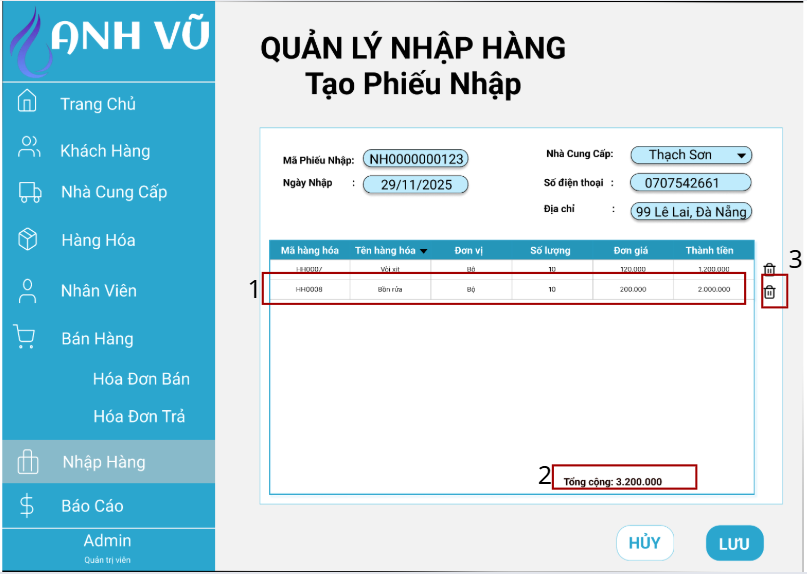 ANH VŨ
Trang Chủ
Khách Hàng
Nhà Cung Cấp
Hàng Hóa
Nhân Viên
Bán Hàng
Hóa Đơn Bán
Hóa Đơn Trả
Nhập Hàng
Báo Cáo
Admin
Quản trị viên
QUẢN LÝ NHẬP HÀNG
Tạo Phiếu Nhập
Mã Phiếu Nhập: NH0000000123
Ngày Nhập : 29/11/2025
Nhà Cung Cấp: Thạch Sơn
Số điện thoại : 0707542661
Địa chỉ : 99 Lê Lai, Đà Nẵng
Mã hàng hóa Tên hàng hóa Đơn vị Số lượng Đơn giá Thành tiền
HH0007 Vòi xịt Bộ 10 120.000 1.200.000
HH0008 Bồn rửa Bộ 10 200.000 2.000.000
1
3
2
Tổng cộng: 3.200.000
HỦY
LƯU